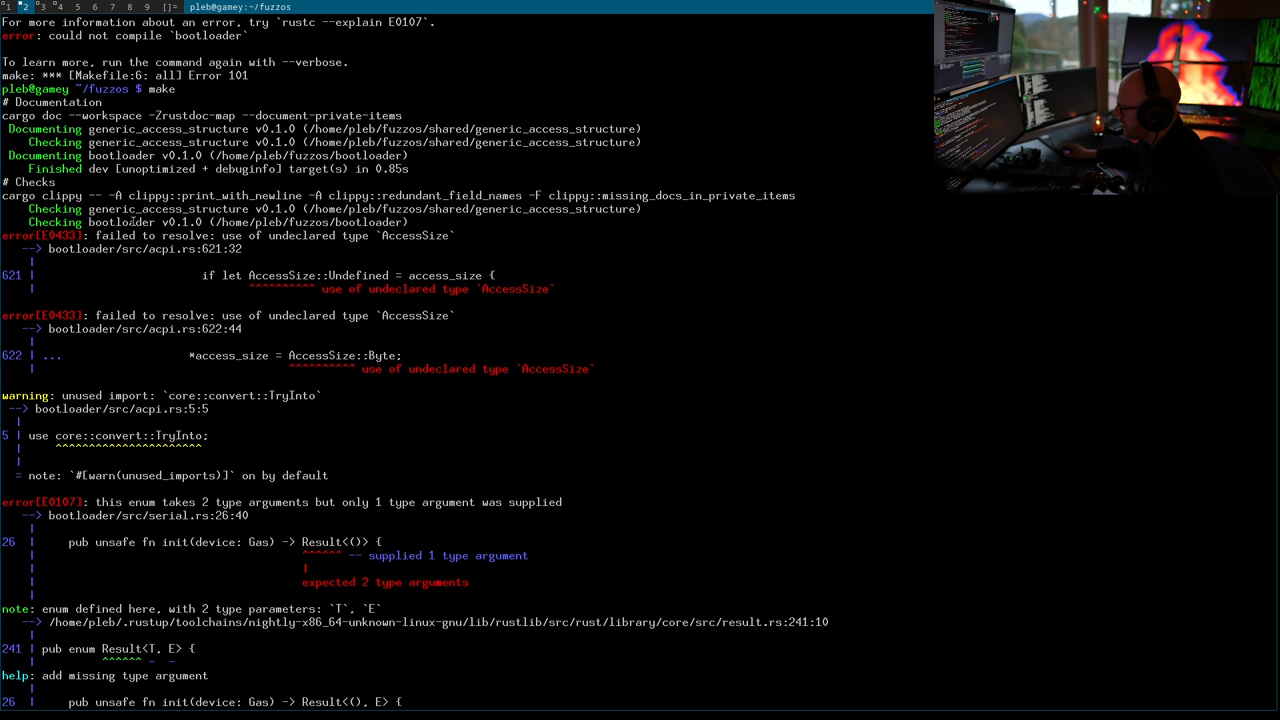 1 2 3 4 5 6 7 8 9 []= pleb@gamey:~/fuzzos
For more information about an error, try `rustc --explain E0107`.
error: could not compile `bootloader`
To learn more, run the command again with --verbose.
make: *** [Makefile:6: all] Error 101
pleb@gamey ~/fuzzos $ make
# Documentation
cargo doc --workspace -Zrustdoc-map --document-private-items
Documenting generic_access_structure v0.1.0 (/home/pleb/fuzzos/shared/generic_access_structure)
Checking generic_access_structure v0.1.0 (/home/pleb/fuzzos/shared/generic_access_structure)
Documenting bootloader v0.1.0 (/home/pleb/fuzzos/bootloader)
Finished dev [unoptimized + debuginfo] target(s) in 0.85s
# Checks
cargo clippy -- -A clippy::print_with_newline -A clippy::redundant_field_names -F clippy::missing_docs_in_private_items
Checking generic_access_structure v0.1.0 (/home/pleb/fuzzos/shared/generic_access_structure)
Checking bootloader v0.1.0 (/home/pleb/fuzzos/bootloader)
error[E0433]: failed to resolve: use of undeclared type `AccessSize`
--> bootloader/src/acpi.rs:621:32
|
621 | if let AccessSize::Undefined = access_size {
| ^^^^^^^^^^ use of undeclared type `AccessSize`
error[E0433]: failed to resolve: use of undeclared type `AccessSize`
--> bootloader/src/acpi.rs:622:44
|
622 | ... *access_size = AccessSize::Byte;
| ^^^^^^^^^^ use of undeclared type `AccessSize`
warning: unused import: `core::convert::TryInto`
--> bootloader/src/acpi.rs:5:5
|
5 | use core::convert::TryInto;
| ^^^^^^^^^^^^^^^^^^^^^^
|
= note: `#[warn(unused_imports)]` on by default
error[E0107]: this enum takes 2 type arguments but only 1 type argument was supplied
--> bootloader/src/serial.rs:26:40
|
26 | pub unsafe fn init(device: Gas) -> Result<()> {
| ^^^^^^ -- supplied 1 type argument
| |
| expected 2 type arguments
note: enum defined here, with 2 type parameters: `T`, `E`
--> /home/pleb/.rustup/toolchains/nightly-x86_64-unknown-linux-gnu/lib/rustlib/src/rust/library/core/src/result.rs:241:10
|
241 | pub enum Result<T, E> {
| ^^^^^^ - -
help: add missing type argument
|
26 | pub unsafe fn init(device: Gas) -> Result<(), E> {